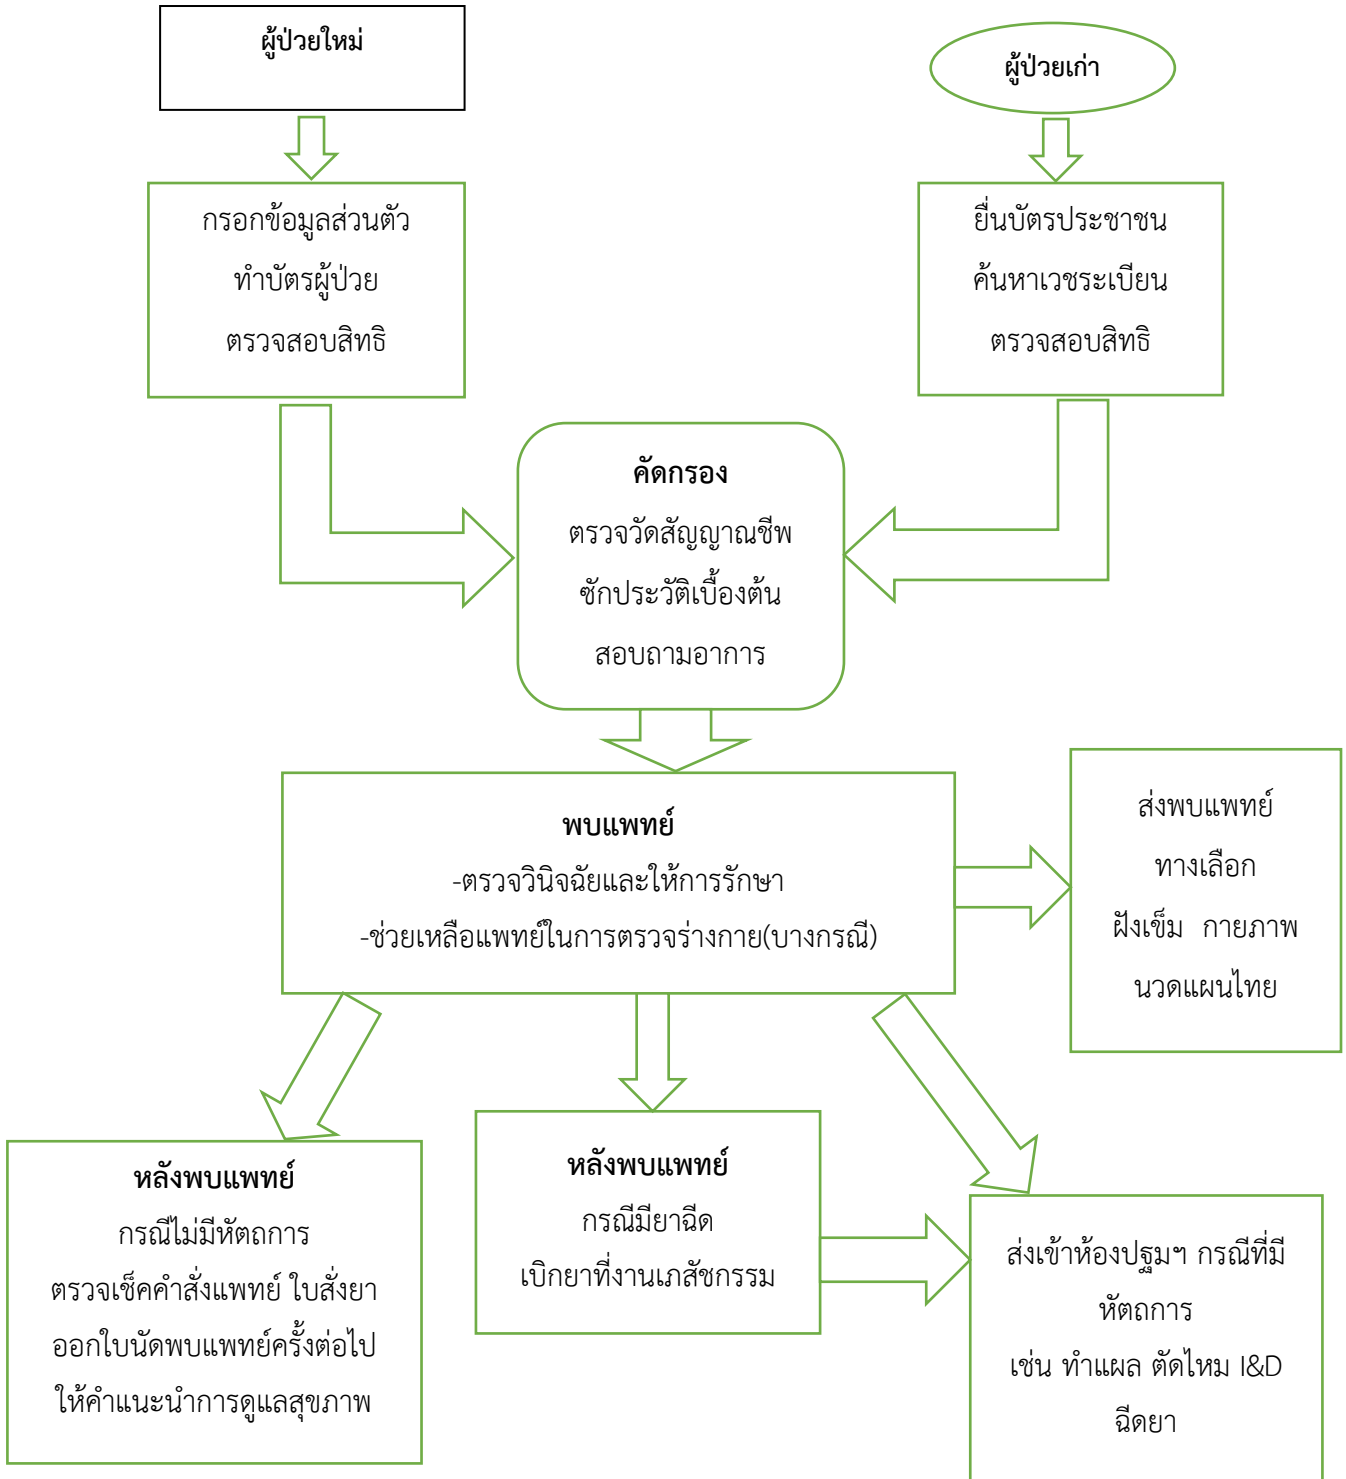 ผู้ป่วยใหม่
ผู้ป่วยเก่า
กรอกข้อมูลส่วนตัว
ทำบัตรผู้ป่วย
ตรวจสอบสิทธิ
ยื่นบัตรประชาชน
ค้นหาเวชระเบียน
ตรวจสอบสิทธิ
คัดกรอง
ตรวจวัดสัญญาณชีพ
ซักประวัติเบื้องต้น
สอบถามอาการ
พบแพทย์
-ตรวจวินิจฉัยและให้การรักษา
-ช่วยเหลือแพทย์ในการตรวจร่างกาย(บางกรณี)
ส่งพบแพทย์
ทางเลือก
ฝังเข็ม กายภาพ
นวดแผนไทย
หลังพบแพทย์
กรณีไม่มีหัตถการ
ตรวจเช็คคำสั่งแพทย์ ใบสั่งยา
ออกใบนัดพบแพทย์ครั้งต่อไป
ให้คำแนะนำการดูแลสุขภาพ
หลังพบแพทย์
กรณีมียาฉีด
เบิกยาที่งานเภสัชกรรม
ส่งเข้าห้องปฐมฯ กรณีที่มี
หัตถการ
เช่น ทำแผล ตัดไหม I&D
ฉีดยา